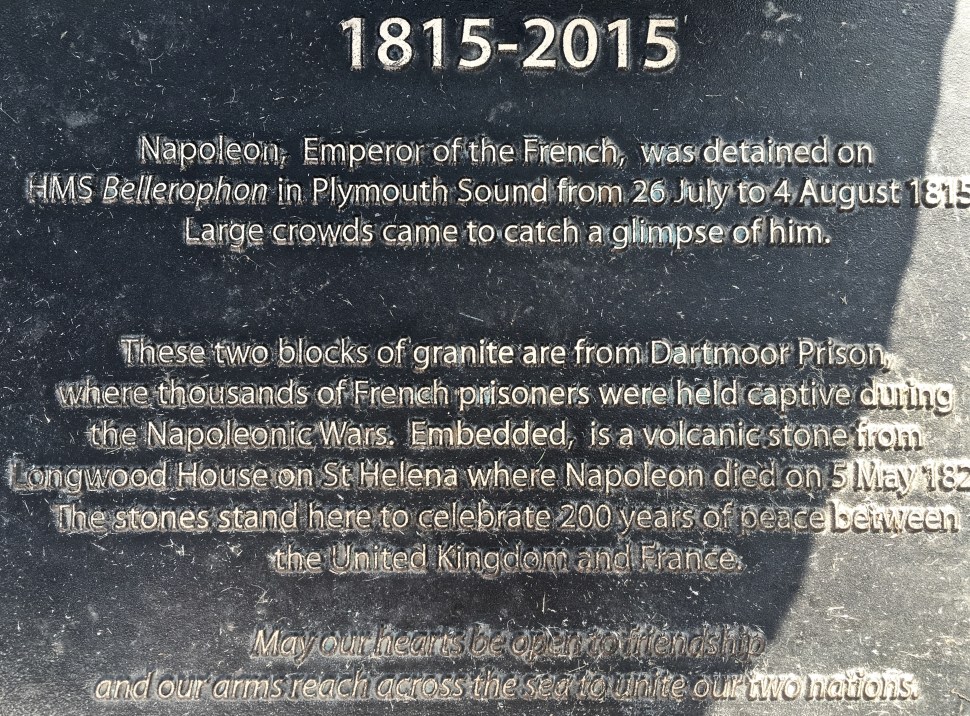 1815-2015
Napoleon, Emperor of the French, was detained on
HMS Bellerophon in Plymouth Sound from 26 July to 4 August 1815
Large crowds came to catch a glimpse of him.
These two blocks of granite are from Dartmoor Prison,
where thousands of French prisoners were held captive during
the Napoleonic Wars. Embedded, is a volcanic stone from
Longwood House on St Helena where Napoleon died on 5 May 182
The stones stand here to celebrate 200 years of peace between
the United Kingdom and France.
May our hearts be open to friendship
and our arms reach across the sea to unite our two nations.